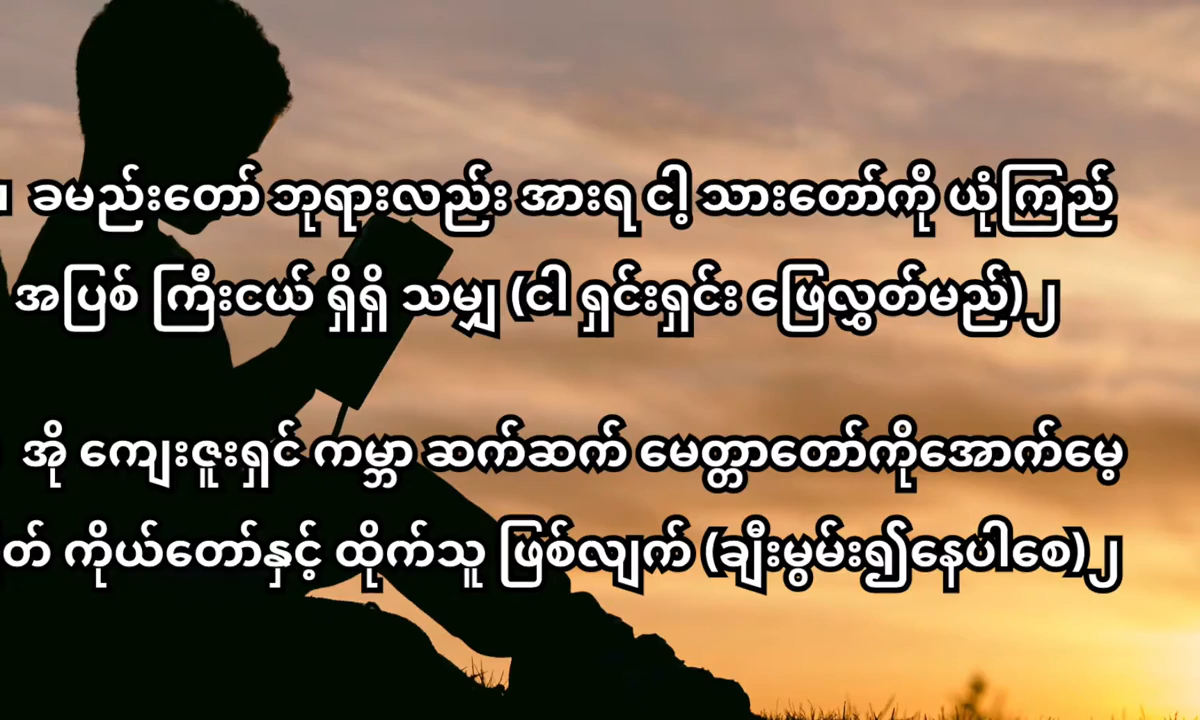 ။ ခမည်းတော် ဘုရားလည်း အားရ ငါ့ သားတော်ကို ယုံကြည်
အပြစ် ကြီးငယ် ရှိရှိ သမျှ (ငါ ရှင်းရှင်း ဖြေလွှတ်မည်)၂
အို ကျေးဇူးရှင် ကမ္ဘာ ဆက်ဆက် မေတ္တာတော်ကိုအောက်မေ့
ကိုယ်တော်နှင့် ထိုက်သူ ဖြစ်လျက် (ချီးမွမ်း၍နေပါစေ)၂